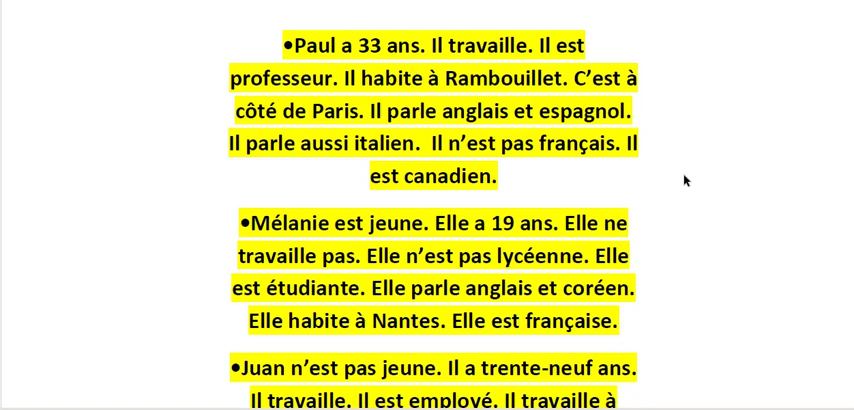 •Paul a 33 ans. Il travaille. Il est
professeur. Il habite à Rambouillet. C’est à
côté de Paris. Il parle anglais et espagnol.
Il parle aussi italien.  Il n’est pas français. Il
est canadien.
•Mélanie est jeune. Elle a 19 ans. Elle ne
travaille pas. Elle n’est pas lycéenne. Elle
est étudiante. Elle parle anglais et coréen.
Elle habite à Nantes. Elle est française.
•Juan n’est pas jeune. Il a trente-neuf ans.
Il travaille. Il est employé. Il travaille à